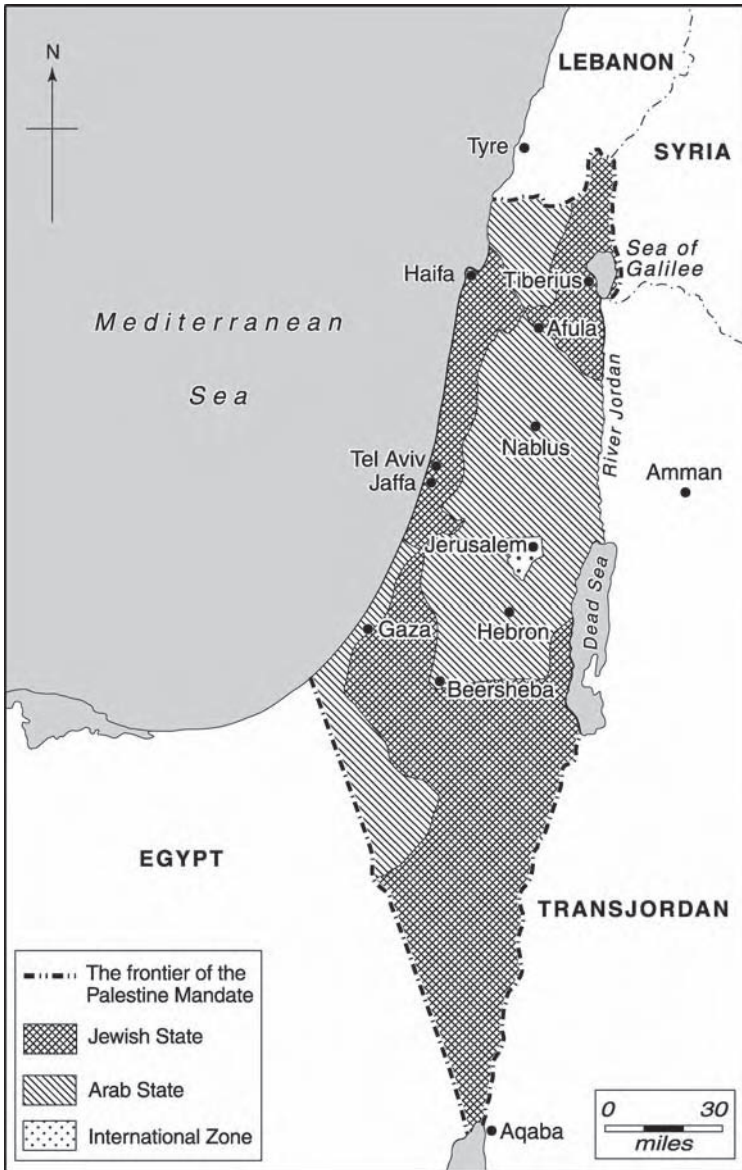 N
LEBANON
Tyre
SYRIA
Sea of
Galilee
Haifa
Tiberius
Mediterranean
Sea
Afula
River Jordan
Nablus
Tel Aviv
Jaffa
Amman
Jerusalem
Dead Sea
Gaza
Hebron
Beersheba
EGYPT
TRANSJORDAN
The frontier of the
Palestine Mandate
Jewish State
Arab State
International Zone
Aqaba
0 30
miles